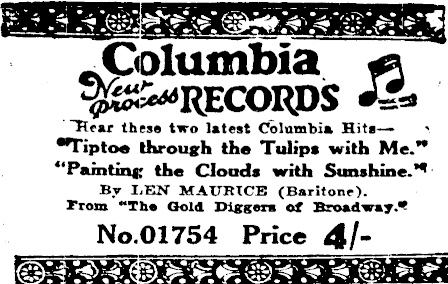 Columbia
New process RECORDS
Hear these two latest Columbia Hits—
"Tiptoe through the Tulips with Me."
"Painting the Clouds with Sunshine."
By LEN MAURICE (Baritone).
From "The Gold Diggers of Broadway."
No.01754 Price 4/-